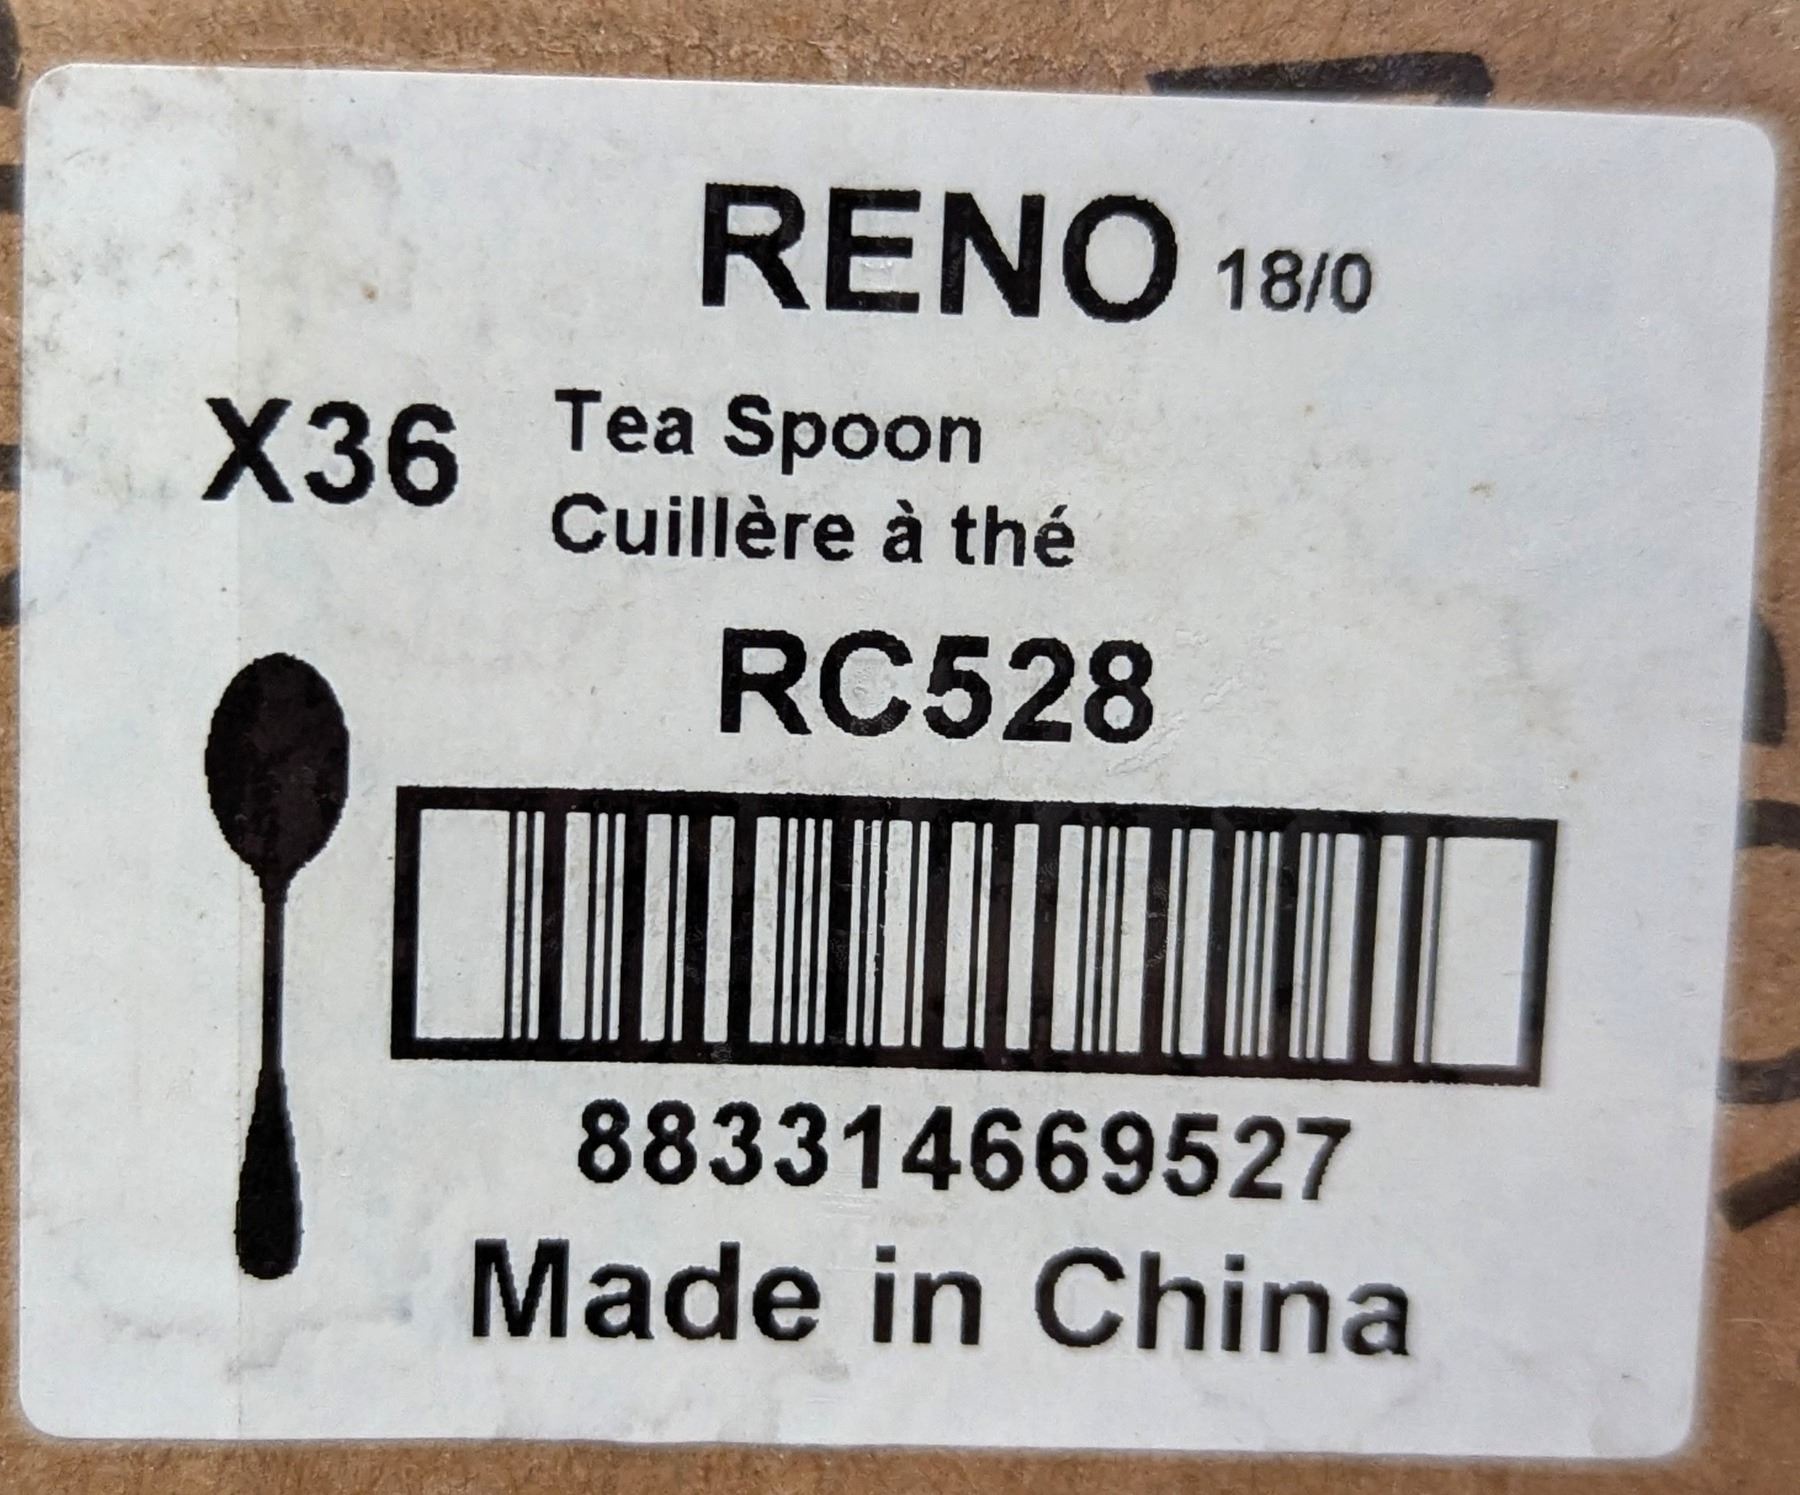 RENO 18/0
X36 Tea Spoon
Cuillère à thé
RC528
883314669527
Made in China